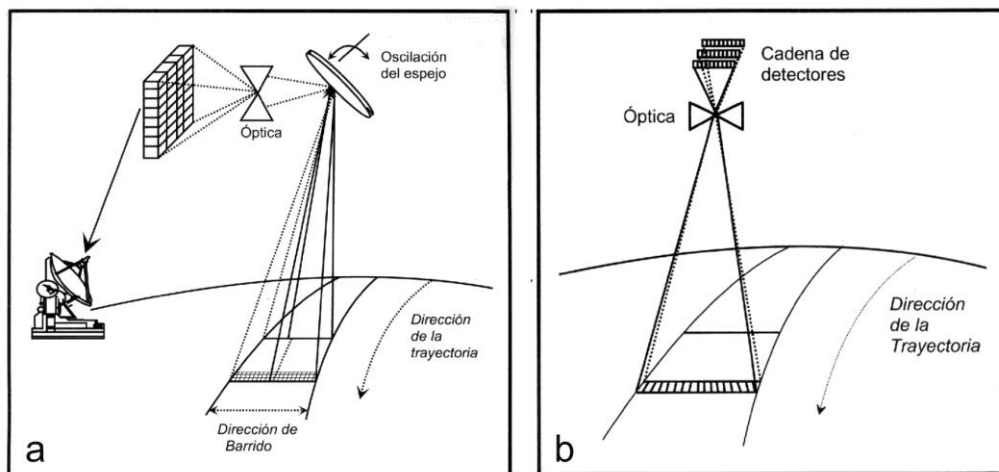 Oscilación
del espejo
Óptica
Dirección
de la
trayectoria
Dirección de
Barrido
a
Cadena de
detectores
Óptica
Dirección
de la
Trayectoria
b